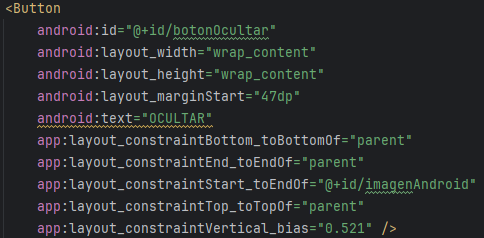 <Button
android:id="@+id/botonOcultar"
android:layout_width="wrap_content"
android:layout_height="wrap_content"
android:layout_marginStart="47dp"
android:text="OCULTAR"
app:layout_constraintBottom_toBottomOf="parent"
app:layout_constraintEnd_toEndOf="parent"
app:layout_constraintStart_toEndOf="@+id/imagenAndroid"
app:layout_constraintTop_toTopOf="parent"
app:layout_constraintVertical_bias="0.521" />